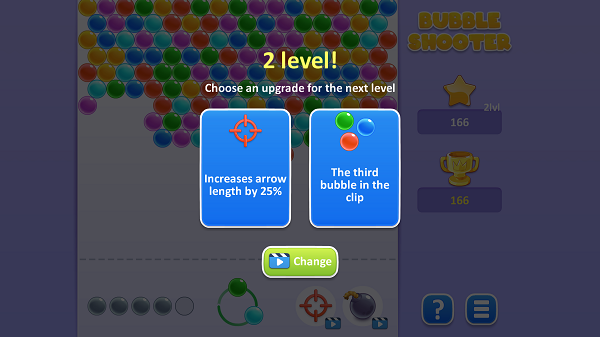 BUBBLE
SHOOTER
2 level!
Choose an upgrade for the next level
Increases arrow
length by 25%
The third
bubble in the
clip
2lvl
166
166
Change
?